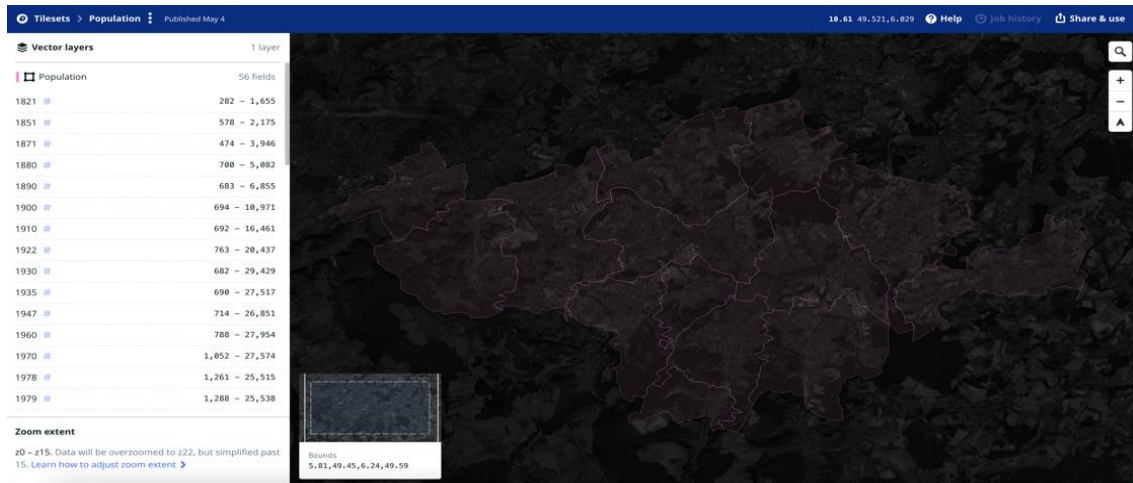 Tilesets > Population Published May 4 10.61 49.521,6.029 Help Job history Share & use
Vector layers 1 layer
Population 56 fields
1821 # 282 – 1,655
1851 # 578 – 2,175
1871 # 474 – 3,946
1880 # 700 – 5,082
1890 # 683 – 6,855
1900 # 694 – 10,971
1910 # 692 – 16,461
1922 # 763 – 20,437
1930 # 682 – 29,429
1935 # 690 – 27,517
1947 # 714 – 26,851
1960 # 788 – 27,954
1970 # 1,052 – 27,574
1978 # 1,261 – 25,515
1979 # 1,288 – 25,538
Zoom extent
z0 – z15. Data will be overzoomed to z22, but simplified past
15. Learn how to adjust zoom extent >
Bounds
5.81,49.45,6.24,49.59